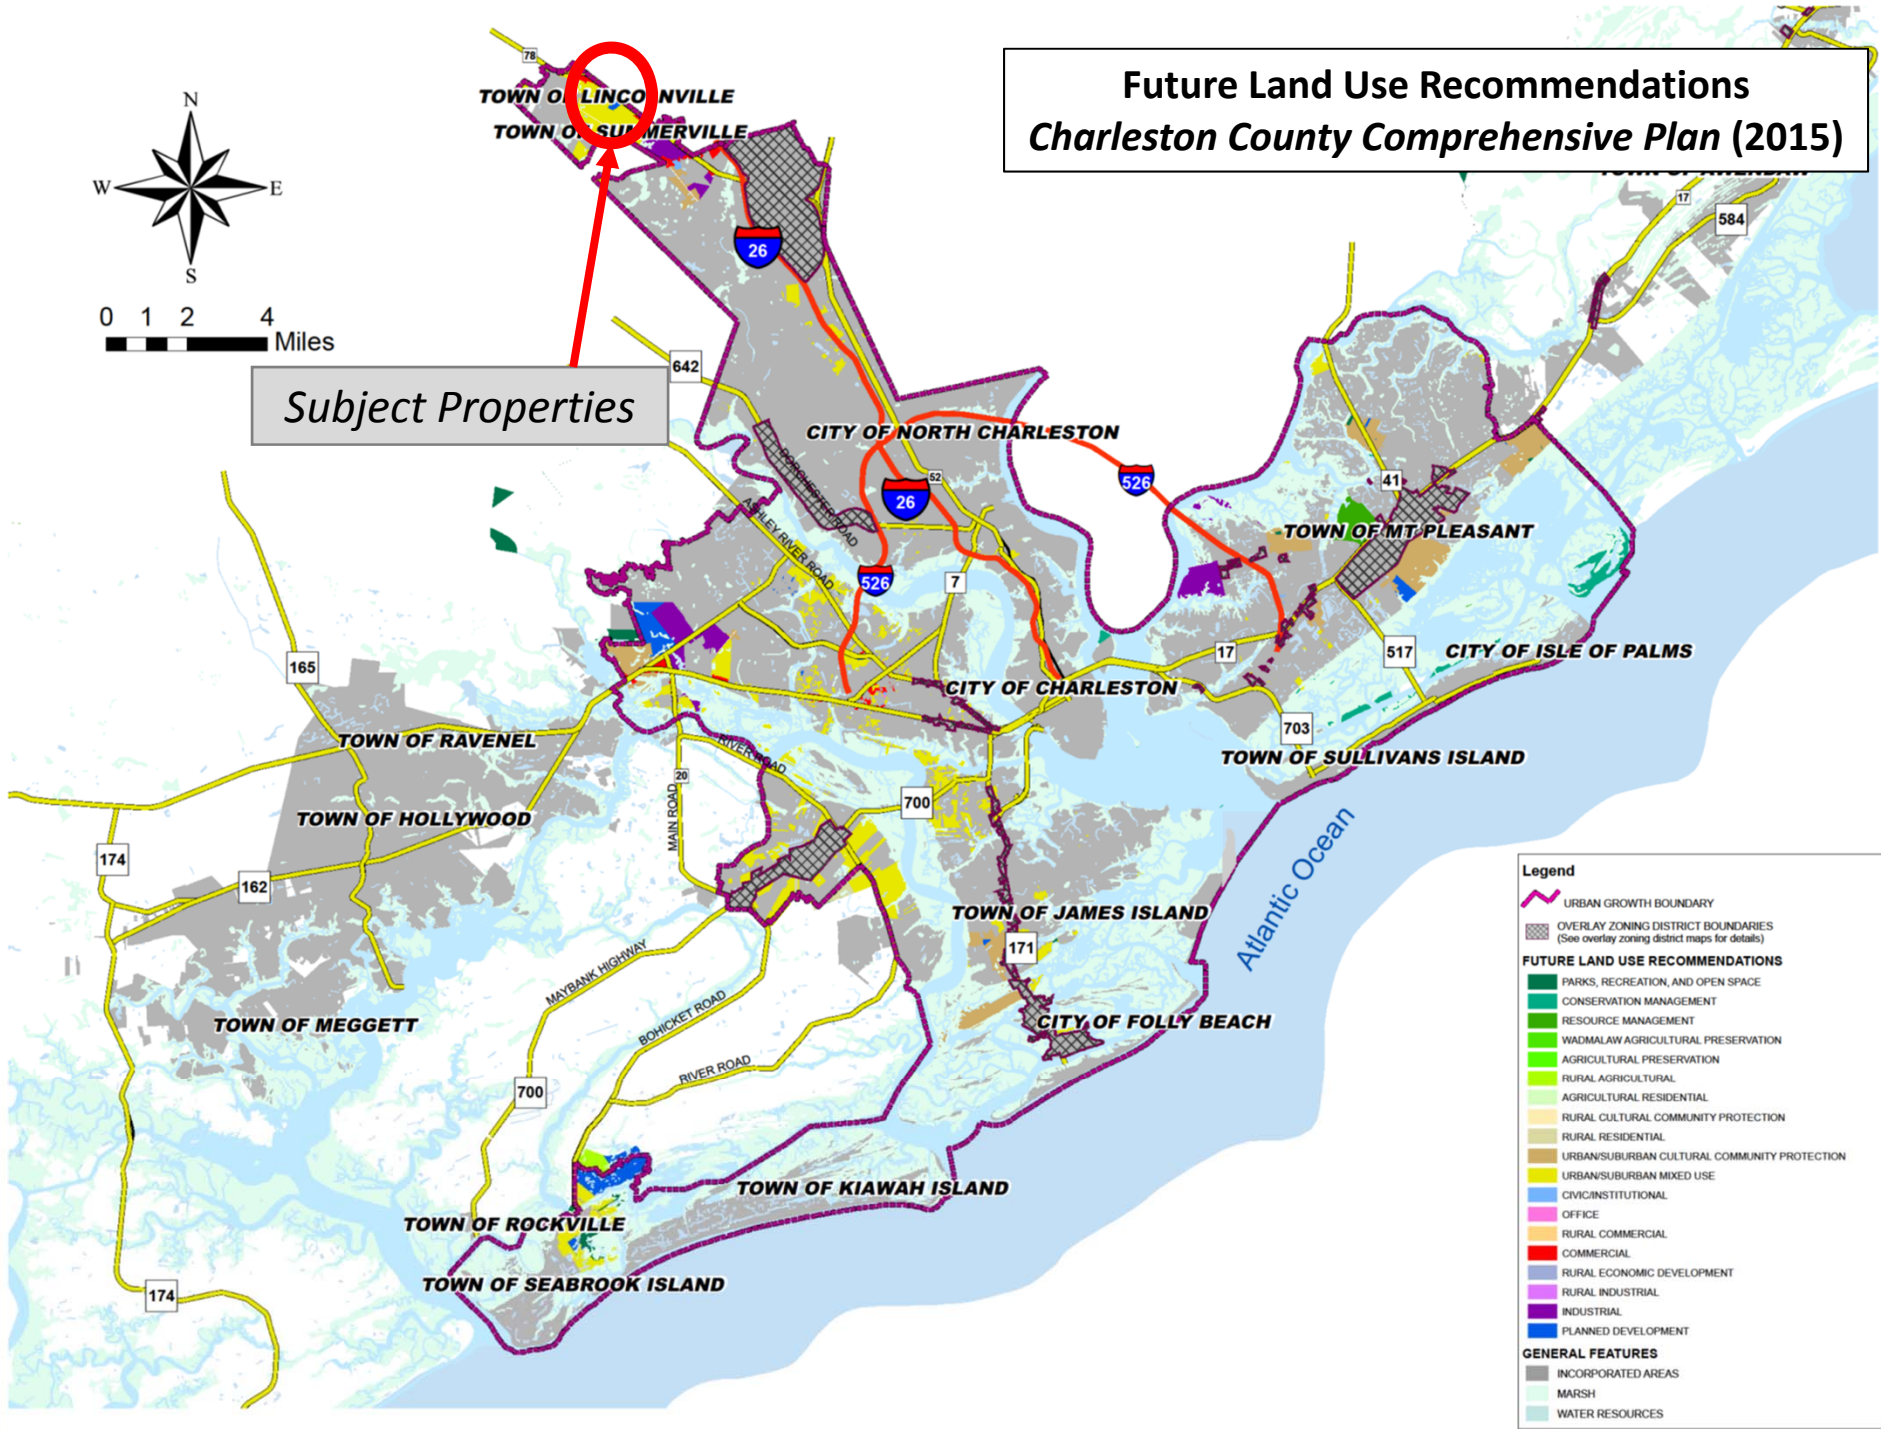 Future Land Use Recommendations
Charleston County Comprehensive Plan (2015)
78
TOWN OF LINCOLNVILLE
TOWN OF SUMMERVILLE
N
W
E
S
0 1 2 4
Miles
Subject Properties
26
17
584
642
CITY OF NORTH CHARLESTON
52
26
526
526
7
DORCHESTER ROAD
ASHLEY RIVER ROAD
41
TOWN OF MT PLEASANT
165
17
517
CITY OF ISLE OF PALMS
CITY OF CHARLESTON
703
TOWN OF SULLIVANS ISLAND
TOWN OF RAVENEL
RIVER ROAD
20
MAIN ROAD
700
TOWN OF HOLLYWOOD
174
162
Atlantic Ocean
TOWN OF JAMES ISLAND
171
MAYBANK HIGHWAY
BOHICKET ROAD
RIVER ROAD
TOWN OF MEGGETT
CITY OF FOLLY BEACH
700
TOWN OF KIAWAH ISLAND
TOWN OF ROCKVILLE
TOWN OF SEABROOK ISLAND
174
Legend
URBAN GROWTH BOUNDARY
OVERLAY ZONING DISTRICT BOUNDARIES
(See overlay zoning district maps for details)
FUTURE LAND USE RECOMMENDATIONS
PARKS, RECREATION, AND OPEN SPACE
CONSERVATION MANAGEMENT
RESOURCE MANAGEMENT
WADMALAW AGRICULTURAL PRESERVATION
AGRICULTURAL PRESERVATION
RURAL AGRICULTURAL
AGRICULTURAL RESIDENTIAL
RURAL CULTURAL COMMUNITY PROTECTION
RURAL RESIDENTIAL
URBAN/SUBURBAN CULTURAL COMMUNITY PROTECTION
URBAN/SUBURBAN MIXED USE
CIVIC/INSTITUTIONAL
OFFICE
RURAL COMMERCIAL
COMMERCIAL
RURAL ECONOMIC DEVELOPMENT
RURAL INDUSTRIAL
INDUSTRIAL
PLANNED DEVELOPMENT
GENERAL FEATURES
INCORPORATED AREAS
MARSH
WATER RESOURCES